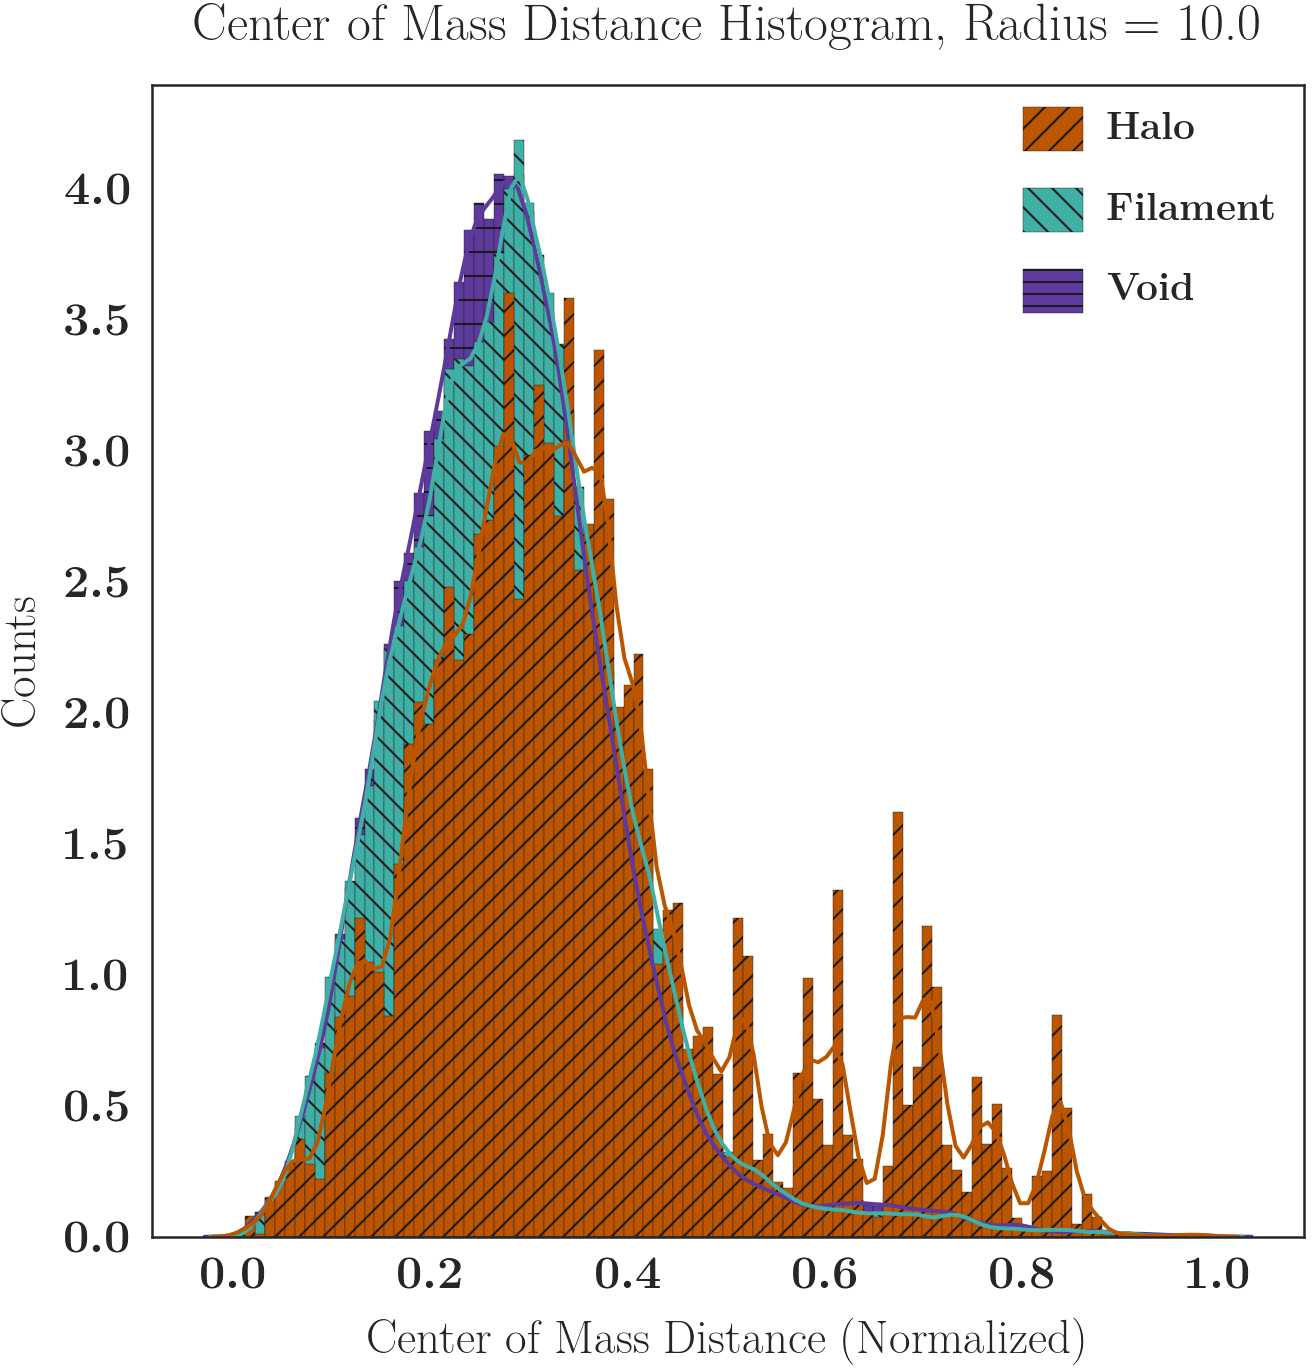 Center of Mass Distance Histogram, Radius = 10.0
Halo
Filament
Void
4.0
3.5
3.0
2.5
2.0
1.5
1.0
0.5
0.0
Counts
0.0 0.2 0.4 0.6 0.8 1.0
Center of Mass Distance (Normalized)